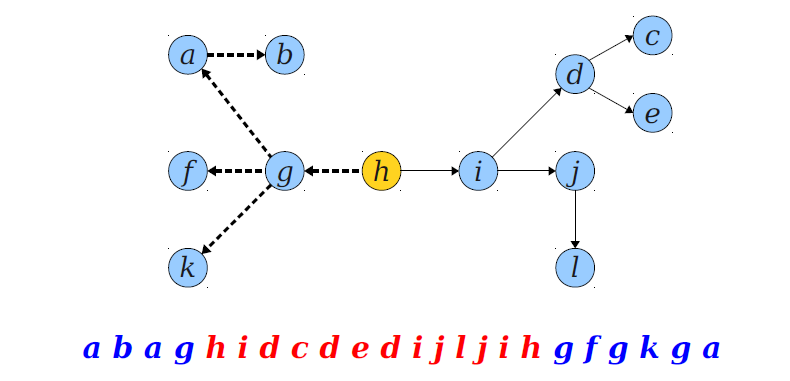 a b c
d
e
f g h i j
k l
a b a g h i d c d e d i j l j i h g f g k g a